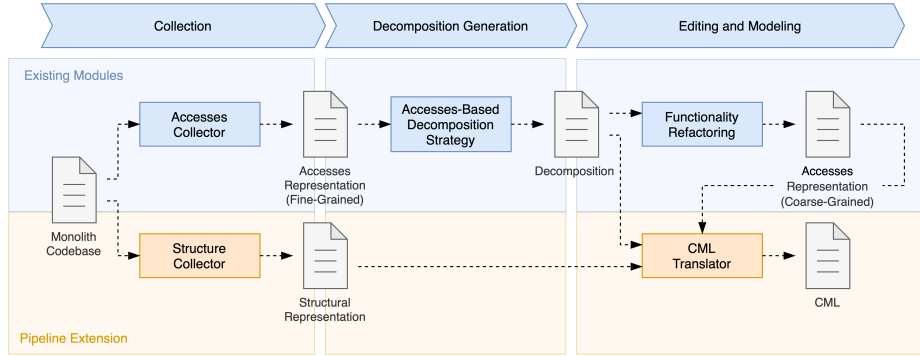 Collection
Decomposition Generation
Editing and Modeling
Existing Modules
Accesses
Collector
Accesses
Representation
(Fine-Grained)
Accesses-Based
Decomposition
Strategy
Decomposition
Functionality
Refactoring
Accesses
Representation
(Coarse-Grained)
Monolith
Codebase
Structure
Collector
Structural
Representation
CML
Translator
CML
Pipeline Extension